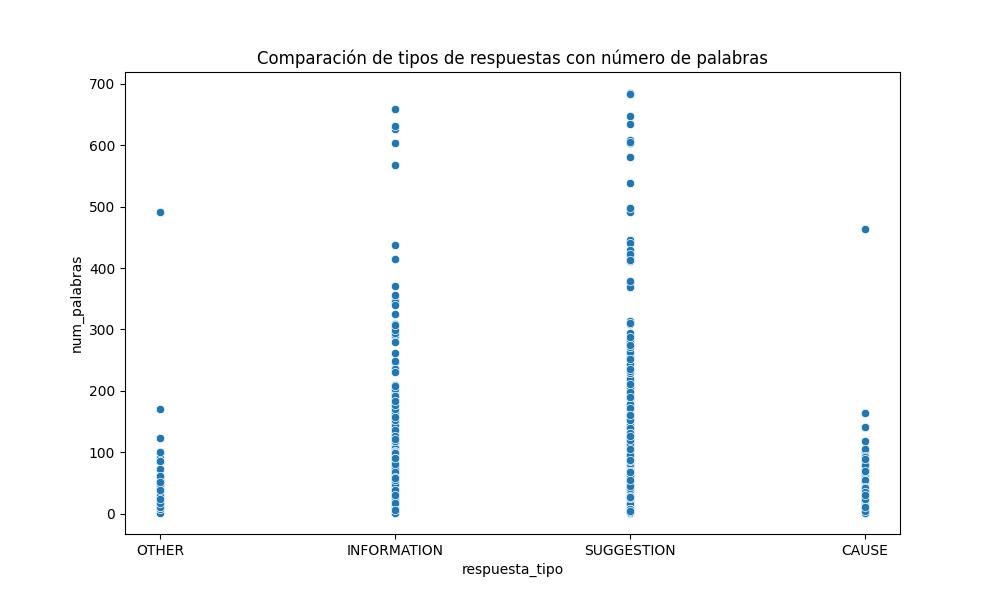 Comparación de tipos de respuestas con número de palabras
num_palabras
700
600
500
400
300
200
100
0
OTHER INFORMATION SUGGESTION CAUSE
respuesta_tipo